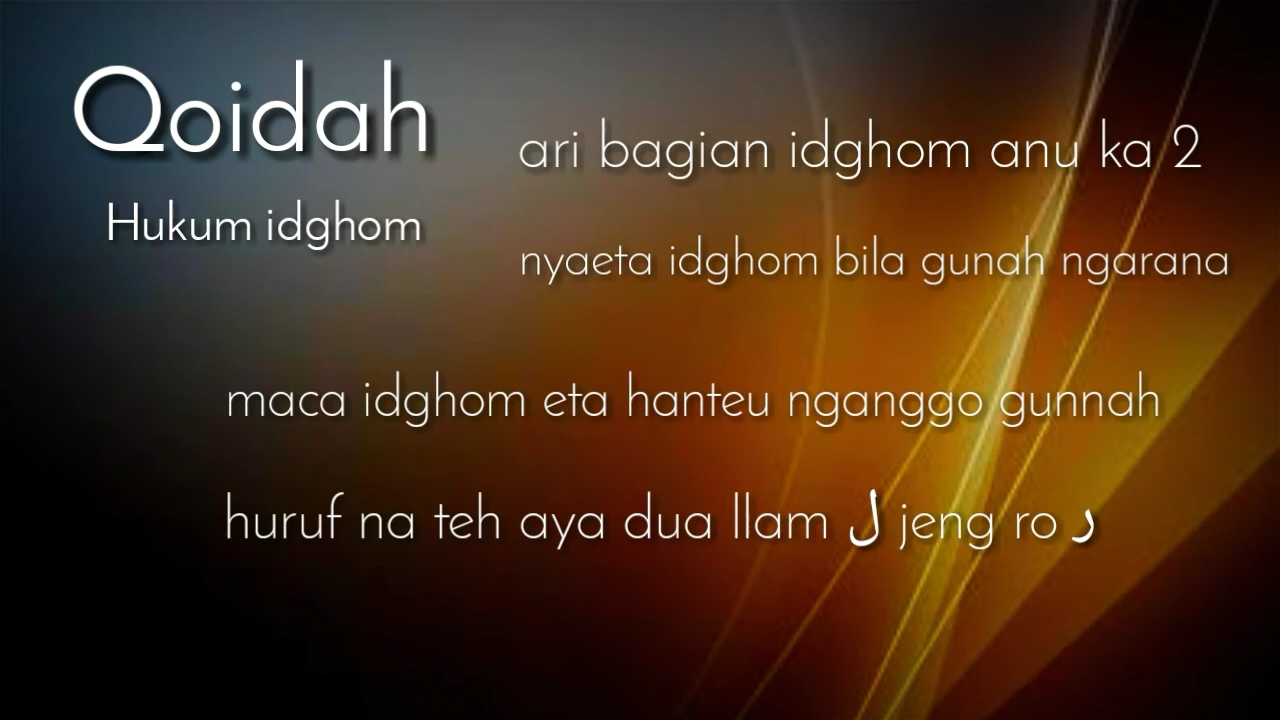 Qoidah
Hukum idghom
ari bagian idghom anu ka 2
nyaeta idghom bila gunah ngarana
maca idghom eta hanteu nganggo gunnah
huruf na teh aya dua llam ل jeng ro ر